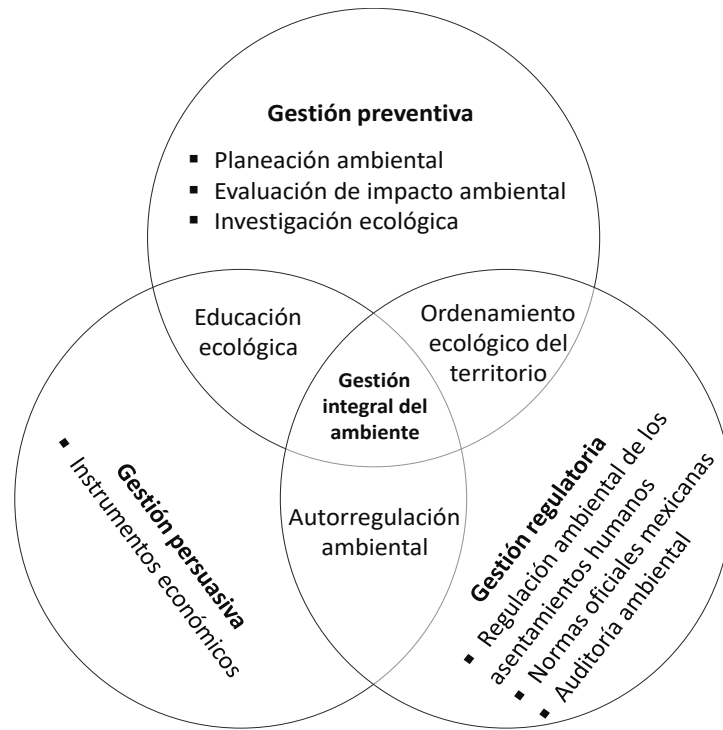 Gestión preventiva
▪ Planeación ambiental
▪ Evaluación de impacto ambiental
▪ Investigación ecológica
Educación
ecológica
Ordenamiento
ecológico del
territorio
Gestión
integral del
ambiente
Autorregulación
ambiental
Gestión persuasiva
▪ Instrumentos económicos
Gestión regulatoria
▪ Regulación ambiental de los
asentamientos humanos
▪ Normas oficiales mexicanas
▪ Auditoría ambiental